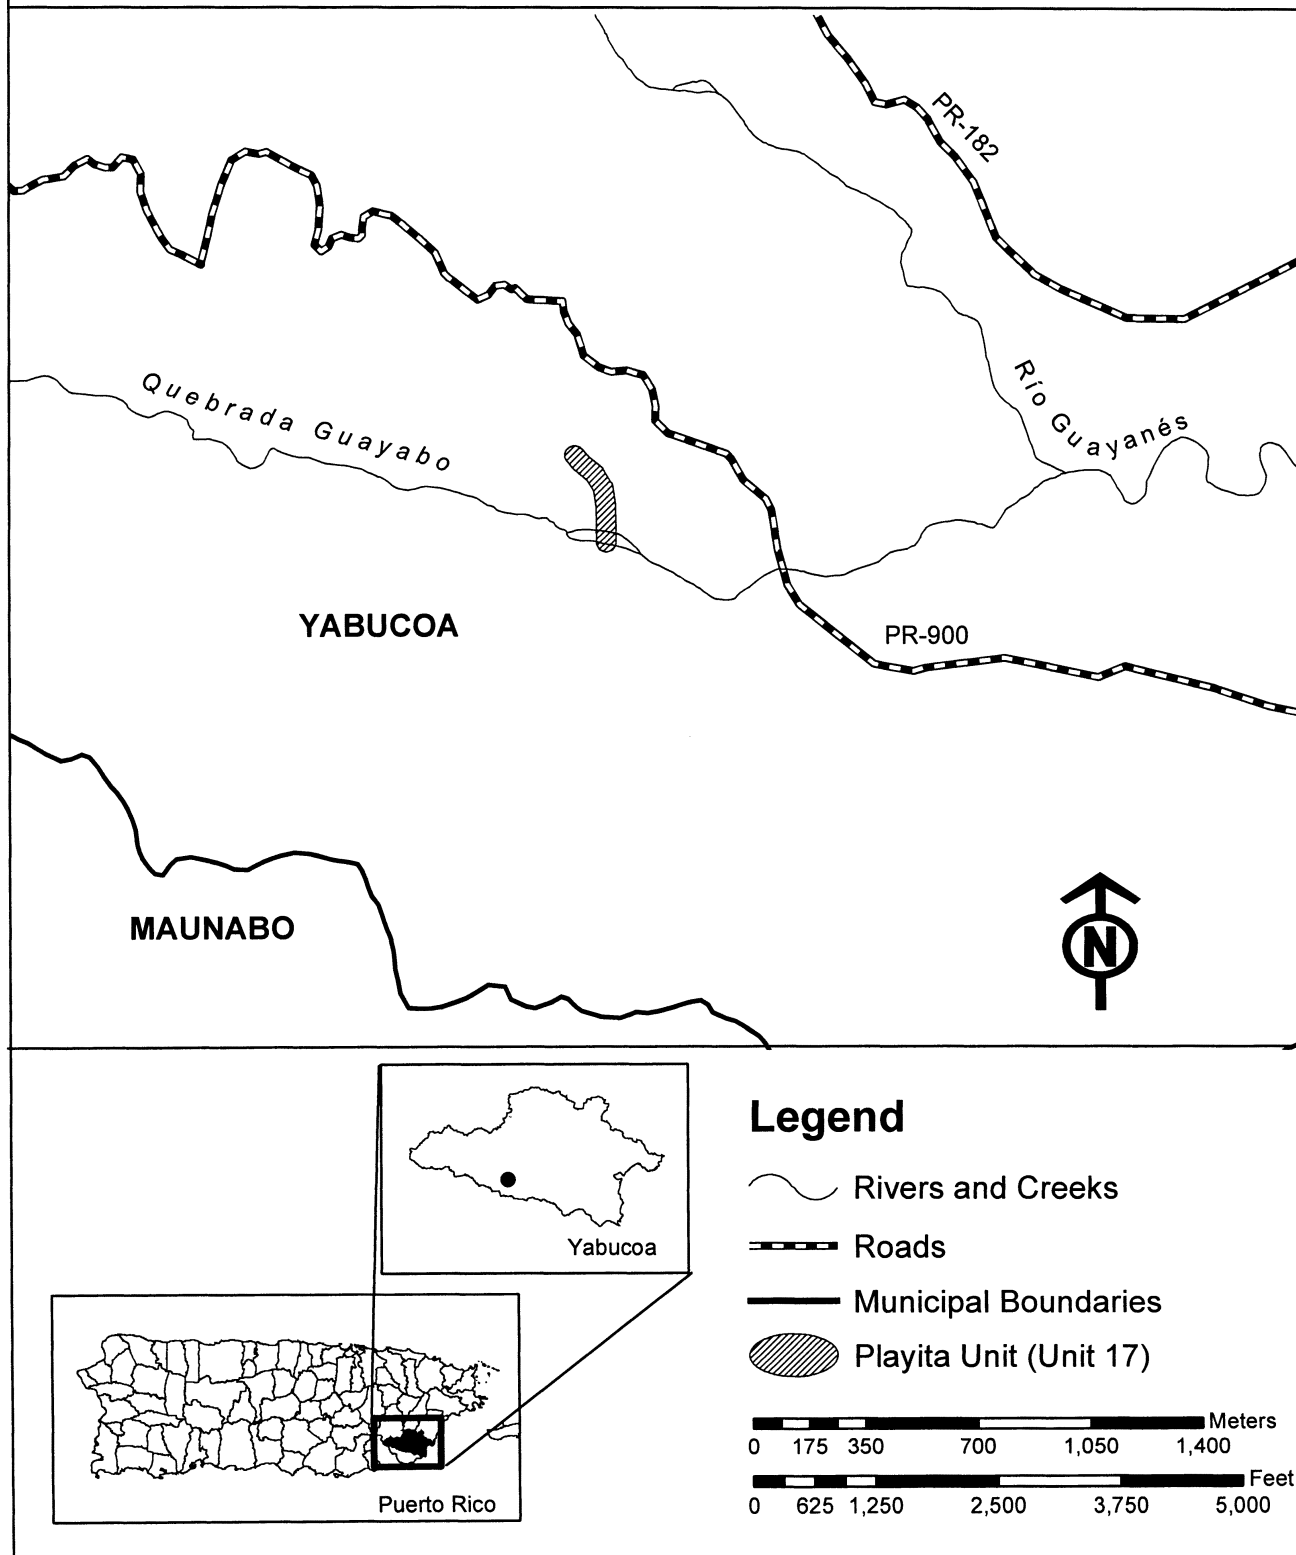 PR-182
Quebrada Guayabo
Río Guayanés
YABUCOA
PR-900
MAUNABO
N
Yabucoa
Puerto Rico
Legend
Rivers and Creeks
Roads
Municipal Boundaries
Playita Unit (Unit 17)
Meters
0 175 350 700 1,050 1,400
Feet
0 625 1,250 2,500 3,750 5,000